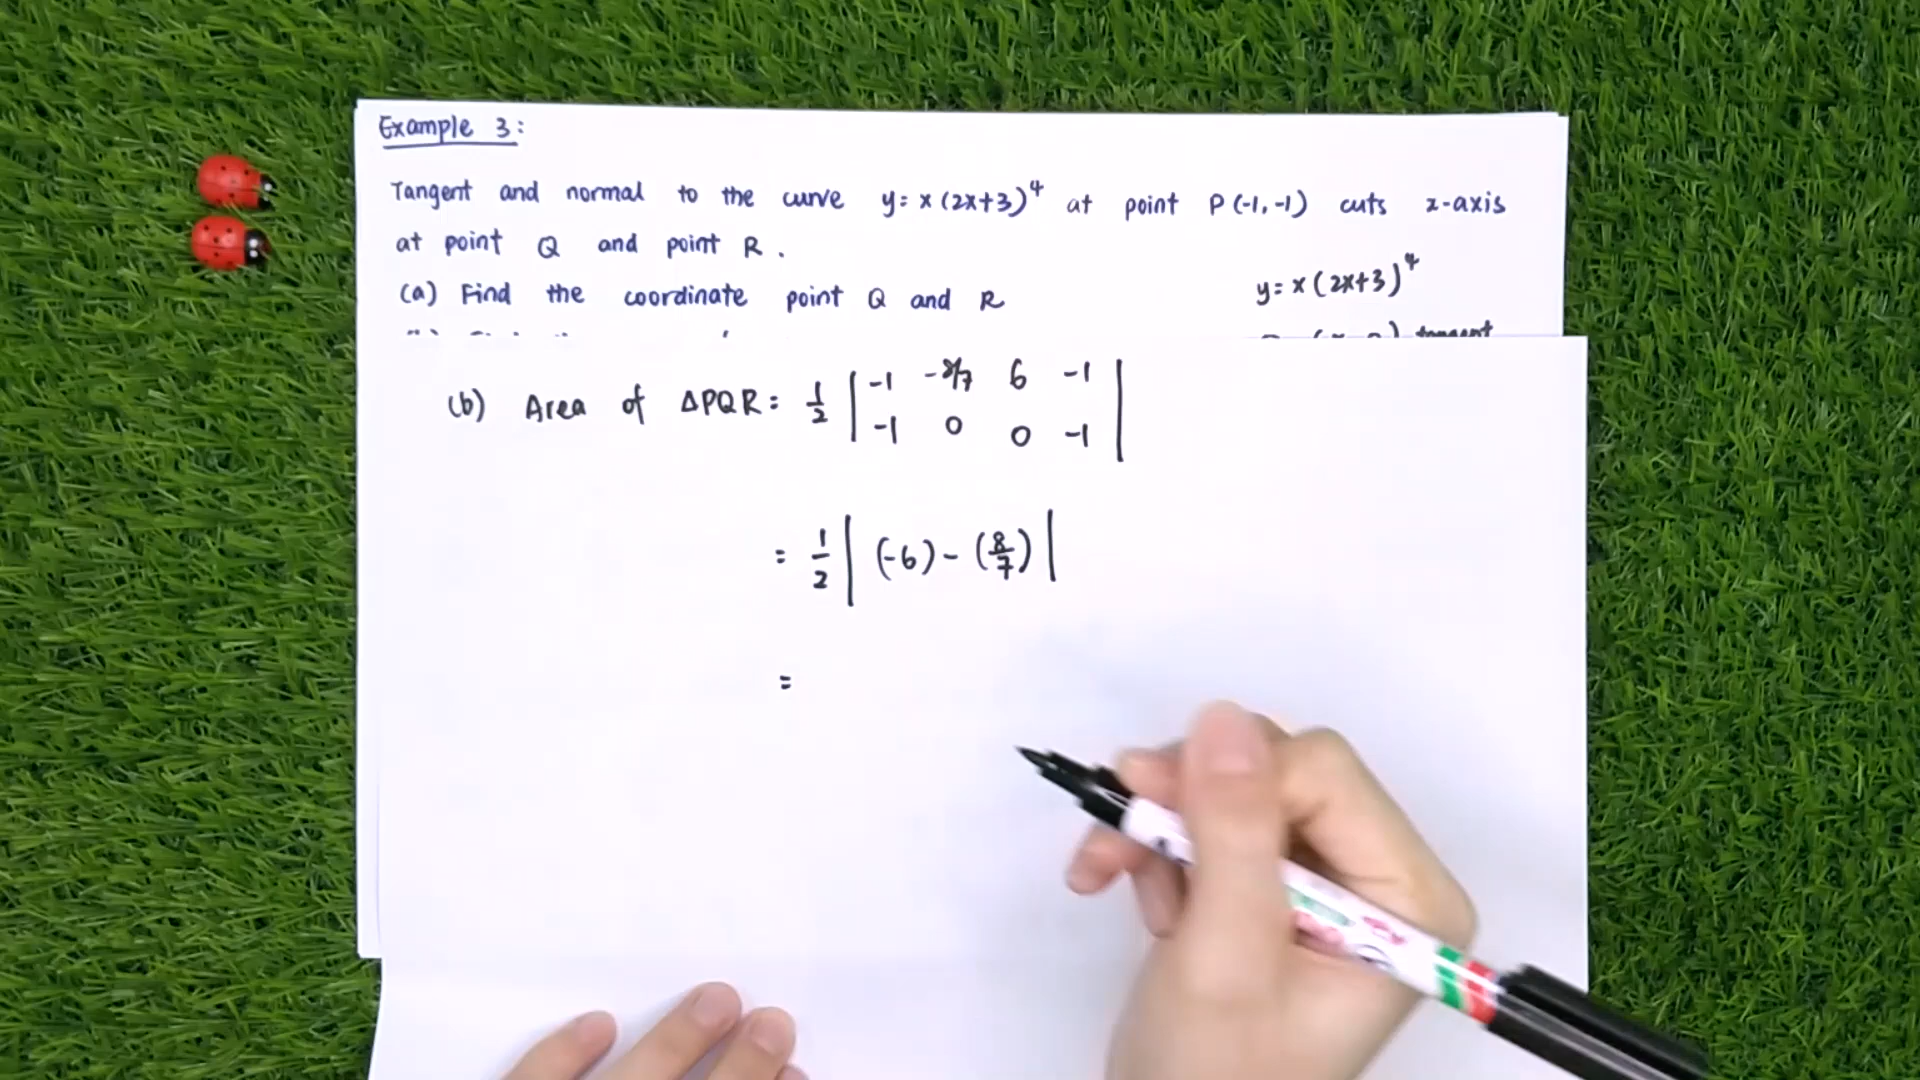 Example 3:
Tangent and normal to the curve y = x(2x+3)⁴ at point P(-1,-1) cuts x-axis
at point Q and point R.
(a) Find the coordinate point Q and R
y = x(2x+3)⁴
tangent
(b) Area of ΔPQR = 1/2 | -1 -8/7 6 -1 |
-1 0 0 -1
= 1/2 | (-6) - (8/7) |
=